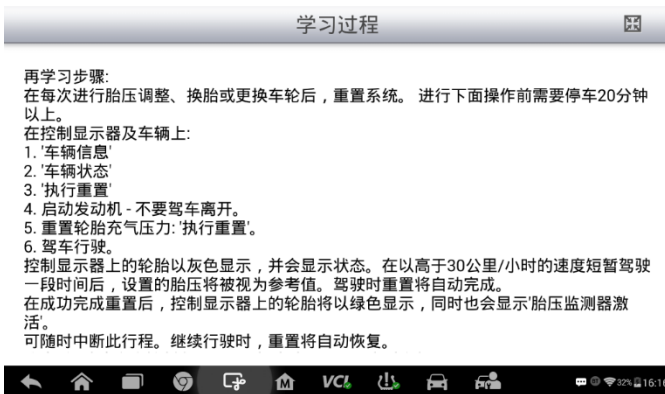 学习过程
再学习步骤:
在每次进行胎压调整、换胎或更换车轮后，重置系统。 进行下面操作前需要停车20分钟
以上。
在控制显示器及车辆上:
1. '车辆信息'
2. '车辆状态'
3. '执行重置'
4. 启动发动机 - 不要驾车离开。
5. 重置轮胎充气压力: '执行重置'。
6. 驾车行驶。
控制显示器上的轮胎以灰色显示，并会显示状态。在以高于30公里/小时的速度短暂驾驶
一段时间后，设置的胎压将被视为参考值。驾驶时重置将自动完成。
在成功完成重置后，控制显示器上的轮胎将以绿色显示，同时也会显示'胎压监测器激
活'。
可随时中断此行程。继续行驶时，重置将自动恢复。
M
VCI
32%
16:16